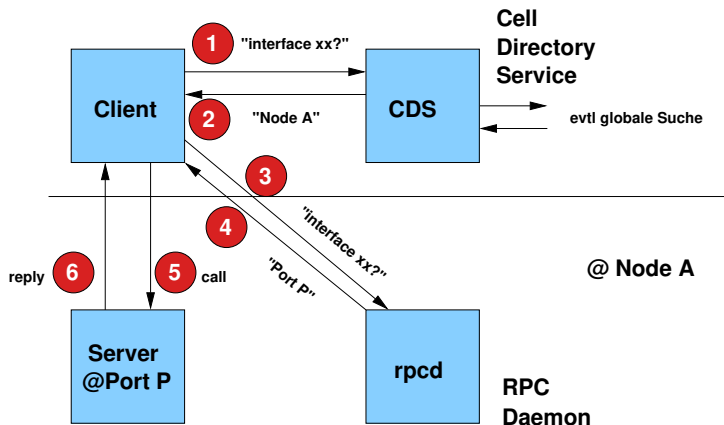 1
"interface xx?"
Cell
Directory
Service
Client
2
"Node A"
CDS
evtl globale Suche
3
4
"interface xx?"
"Port P"
reply
6
5
call
@ Node A
Server
@Port P
rpcd
RPC
Daemon